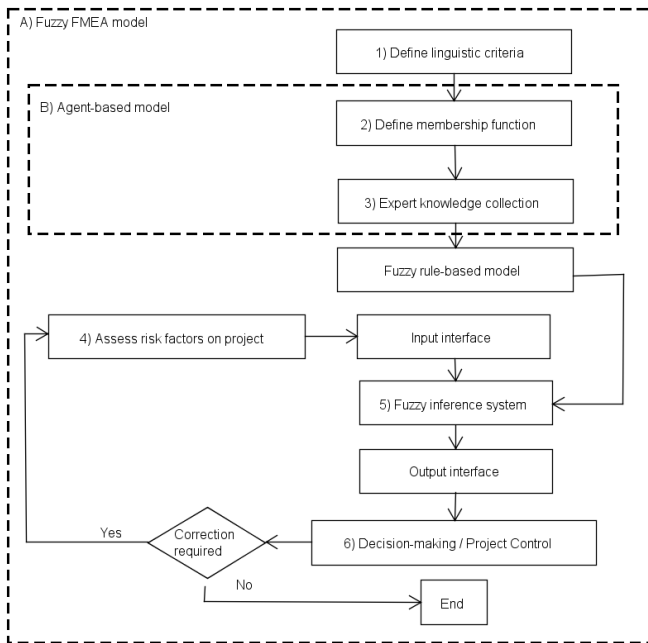 A) Fuzzy FMEA model
1) Define linguistic criteria
B) Agent-based model
2) Define membership function
3) Expert knowledge collection
Fuzzy rule-based model
4) Assess risk factors on project
Input interface
5) Fuzzy inference system
Output interface
Yes
Correction
required
6) Decision-making / Project Control
No
End